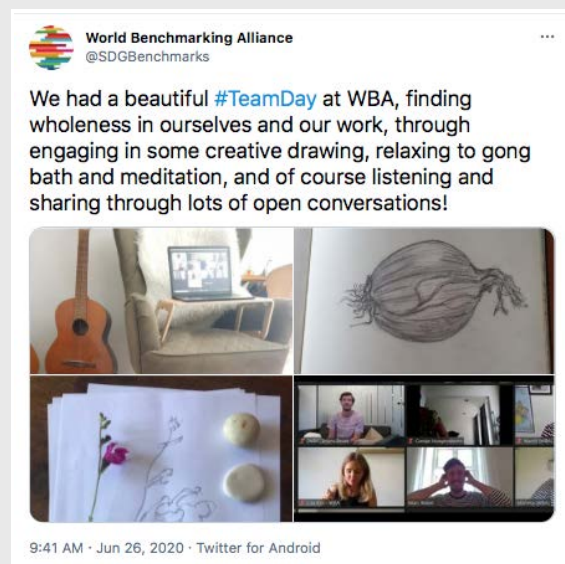 World Benchmarking Alliance
@SDGBenchmarks
We had a beautiful #TeamDay at WBA, finding
wholeness in ourselves and our work, through
engaging in some creative drawing, relaxing to gong
bath and meditation, and of course listening and
sharing through lots of open conversations!
9:41 AM · Jun 26, 2020 · Twitter for Android